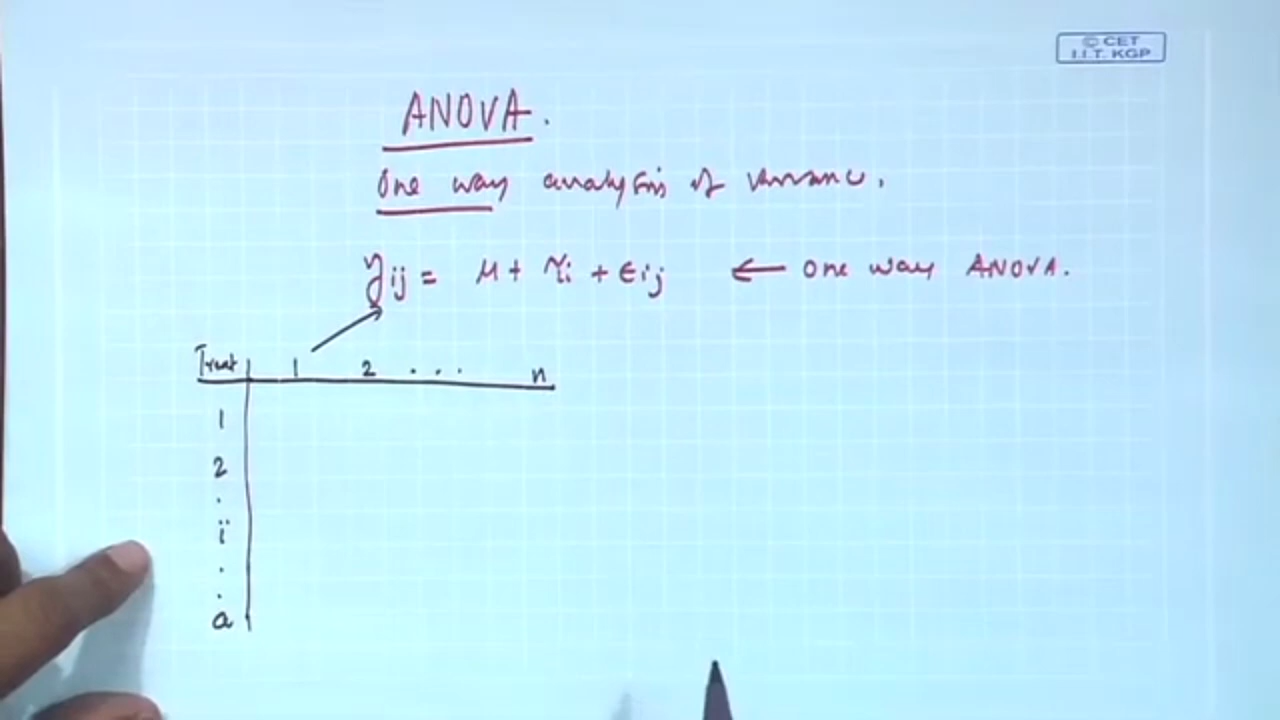 © CET
I.I.T. KGP
ANOVA.
One way analysis of variance.
yij = μ + τi + εij ← One way ANOVA.
Treat 1 2 . . . n
1
2
.
i
.
.
a